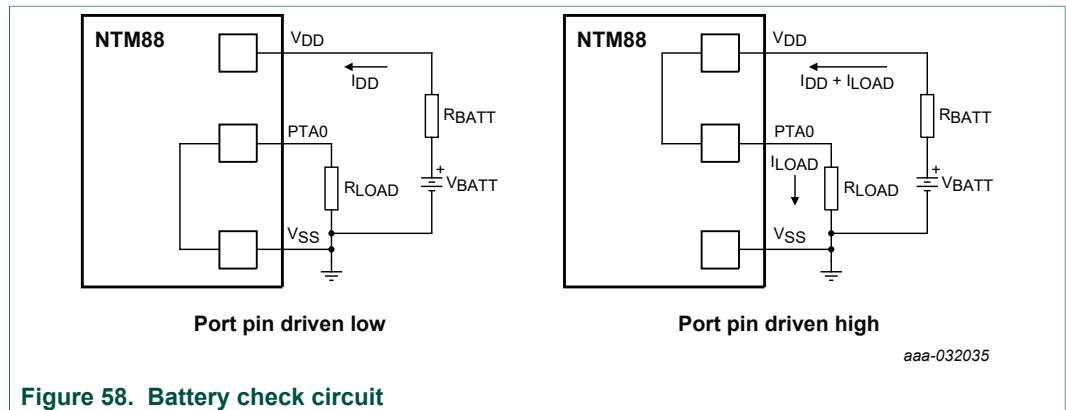 NTM88
VDD
IDD
RBATT
PTA0
RLOAD
+
VBATT
VSS
Port pin driven low
NTM88
VDD
IDD + ILOAD
RBATT
PTA0
ILOAD
RLOAD
+
VBATT
VSS
Port pin driven high
aaa-032035
Figure 58. Battery check circuit